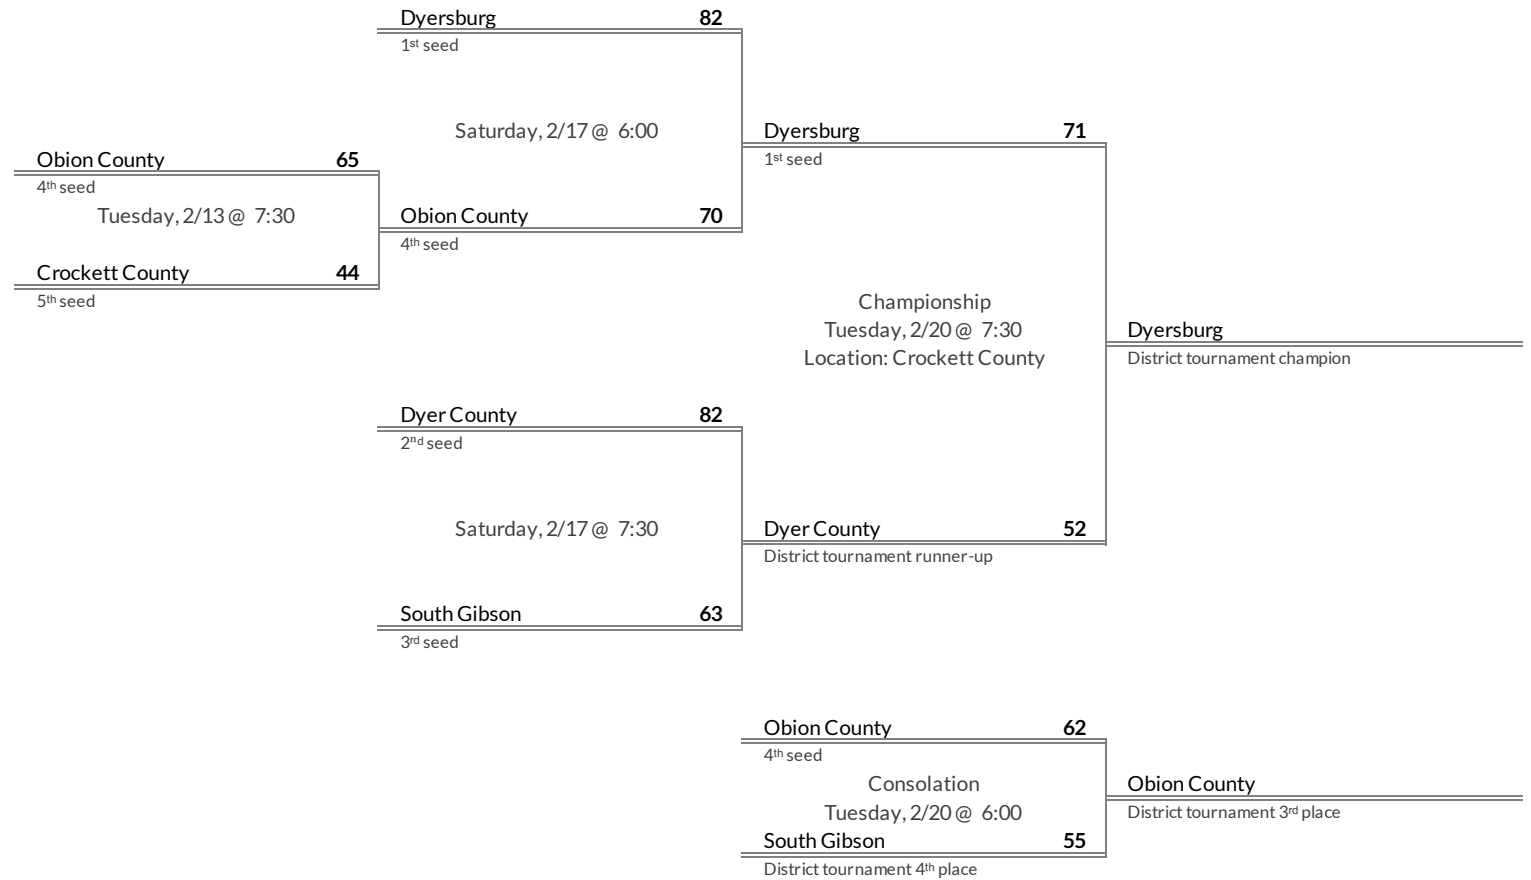 Dyersburg 82
1st seed
Saturday, 2/17 @ 6:00
Dyersburg 71
1st seed
Obion County 65
4th seed
Tuesday, 2/13 @ 7:30
Obion County 70
4th seed
Crockett County 44
5th seed
Championship
Tuesday, 2/20 @ 7:30
Location: Crockett County
Dyersburg
District tournament champion
Dyer County 82
2nd seed
Saturday, 2/17 @ 7:30
Dyer County 52
District tournament runner-up
South Gibson 63
3rd seed
Obion County 62
4th seed
Consolation
Tuesday, 2/20 @ 6:00
Obion County
District tournament 3rd place
South Gibson 55
District tournament 4th place